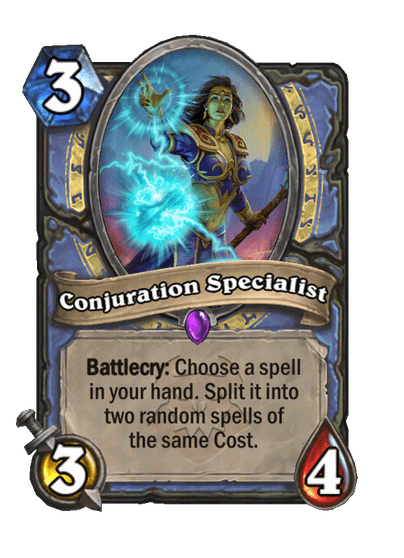 3
Conjuration Specialist
Battlecry: Choose a spell
in your hand. Split it into
two random spells of
the same Cost.
3
4